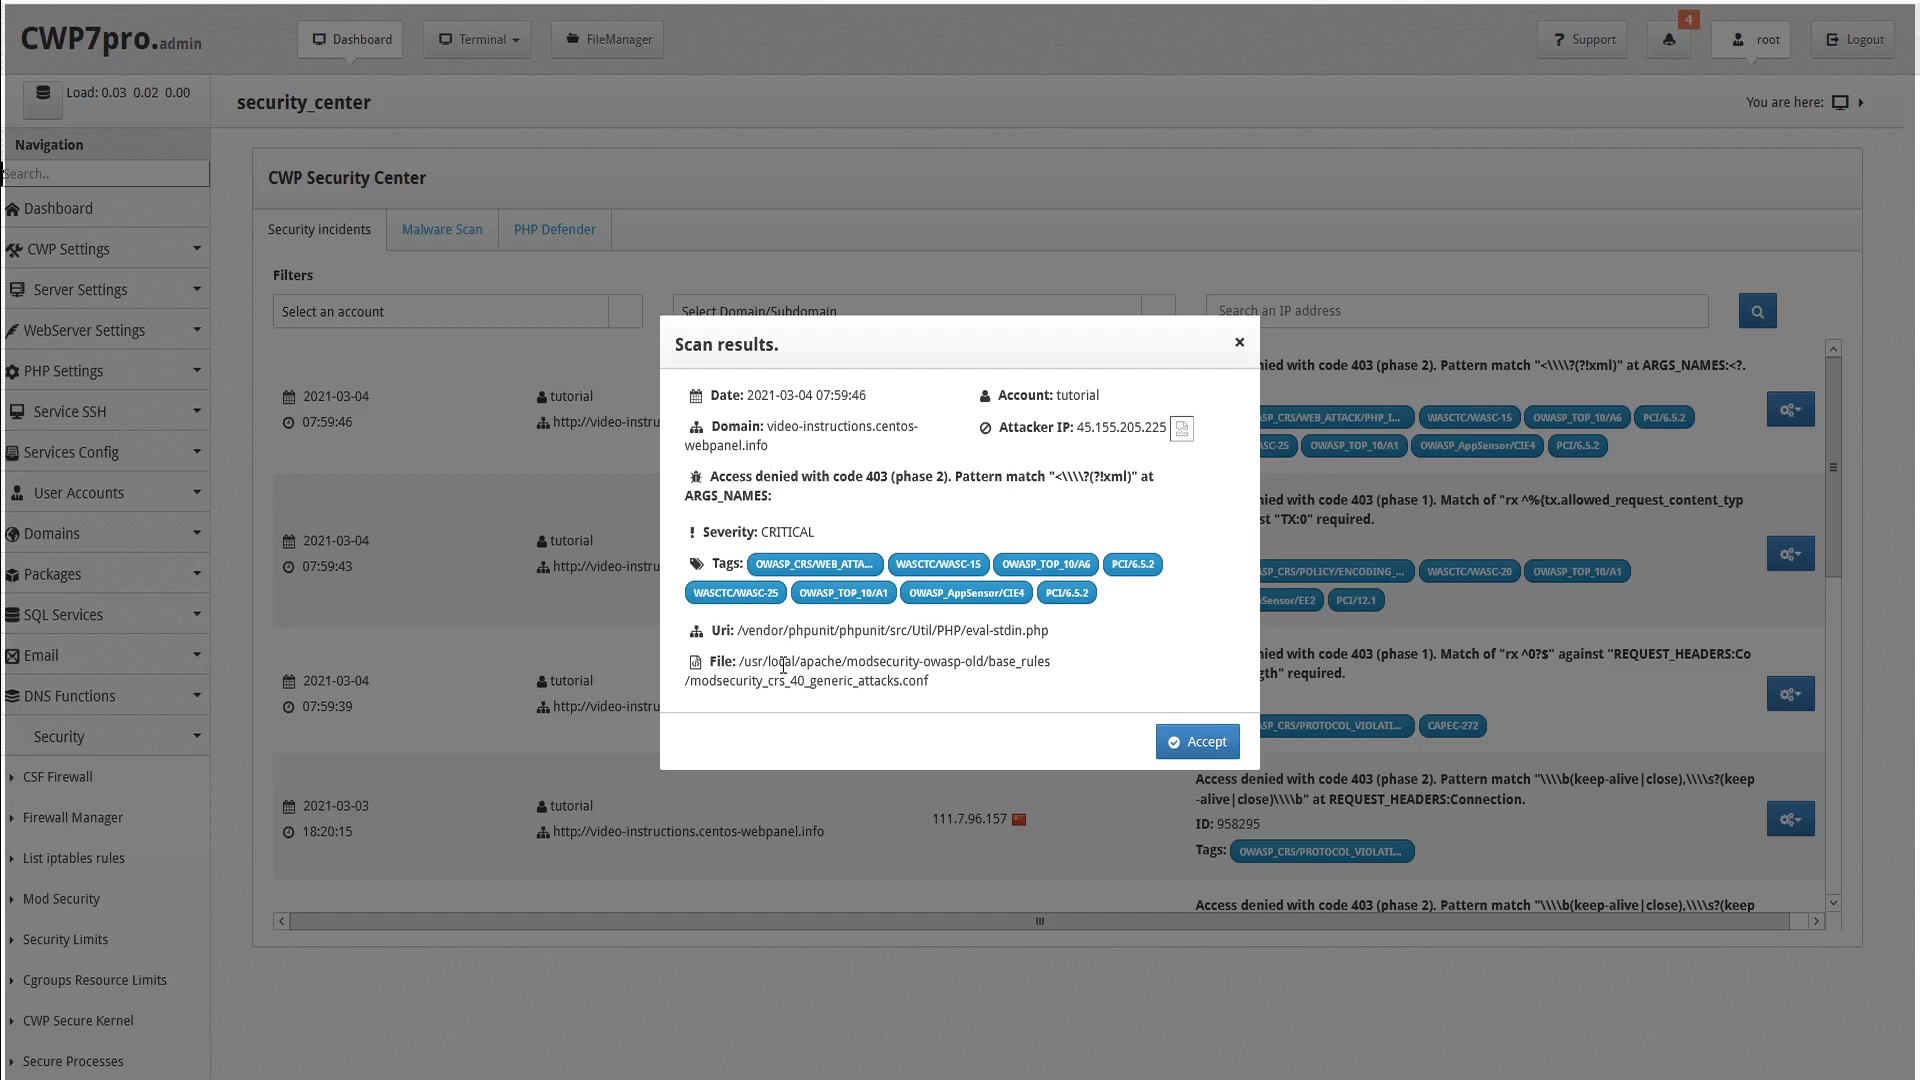 CWP7pro.admin
Dashboard
Terminal
FileManager
? Support
4
root
Logout
Load: 0.03 0.02 0.00
security_center
You are here:
Navigation
Search..
Dashboard
CWP Settings
Server Settings
WebServer Settings
PHP Settings
Service SSH
Services Config
User Accounts
Domains
Packages
SQL Services
Email
DNS Functions
Security
CSF Firewall
Firewall Manager
List iptables rules
Mod Security
Security Limits
Cgroups Resource Limits
CWP Secure Kernel
Secure Processes
CWP Security Center
Security incidents
Malware Scan
PHP Defender
Filters
Select an account
Select Domain/Subdomain
Search an IP address
2021-03-04
07:59:46
tutorial
http://video-instru
nied with code 403 (phase 2). Pattern match "<\\\\?(?!xml)" at ARGS_NAMES:<?.
SP_CRS/WEB_ATTACK/PHP_I...
WASCTC/WASC-15
OWASP_TOP_10/A6
PCI/6.5.2
SC-25
OWASP_TOP_10/A1
OWASP_AppSensor/CIE4
PCI/6.5.2
2021-03-04
07:59:43
tutorial
http://video-instru
nied with code 403 (phase 1). Match of "rx ^%{tx.allowed_request_content_typ
st "TX:0" required.
SP_CRS/POLICY/ENCODING_...
WASCTC/WASC-20
OWASP_TOP_10/A1
Sensor/EE2
PCI/12.1
2021-03-04
07:59:39
tutorial
http://video-instru
nied with code 403 (phase 1). Match of "rx ^0?$" against "REQUEST_HEADERS:Co
gth" required.
SP_CRS/PROTOCOL_VIOLATI...
CAPEC-272
2021-03-03
18:20:15
tutorial
http://video-instructions.centos-webpanel.info
111.7.96.157
Access denied with code 403 (phase 2). Pattern match "\\\\b(keep-alive|close),\\\\s?(keep
-alive|close)\\\\b" at REQUEST_HEADERS:Connection.
ID: 958295
Tags: OWASP_CRS/PROTOCOL_VIOLATI...
Access denied with code 403 (phase 2). Pattern match "\\\\b(keep-alive|close),\\\\s?(keep
Scan results.
×
Date: 2021-03-04 07:59:46
Account: tutorial
Domain: video-instructions.centos-
webpanel.info
Attacker IP: 45.155.205.225
Access denied with code 403 (phase 2). Pattern match "<\\\\?(?!xml)" at
ARGS_NAMES:
! Severity: CRITICAL
Tags: OWASP_CRS/WEB_ATTA... WASCTC/WASC-15 OWASP_TOP_10/A6 PCI/6.5.2
WASCTC/WASC-25 OWASP_TOP_10/A1 OWASP_AppSensor/CIE4 PCI/6.5.2
Uri: /vendor/phpunit/phpunit/src/Util/PHP/eval-stdin.php
File: /usr/local/apache/modsecurity-owasp-old/base_rules
/modsecurity_crs_40_generic_attacks.conf
Accept